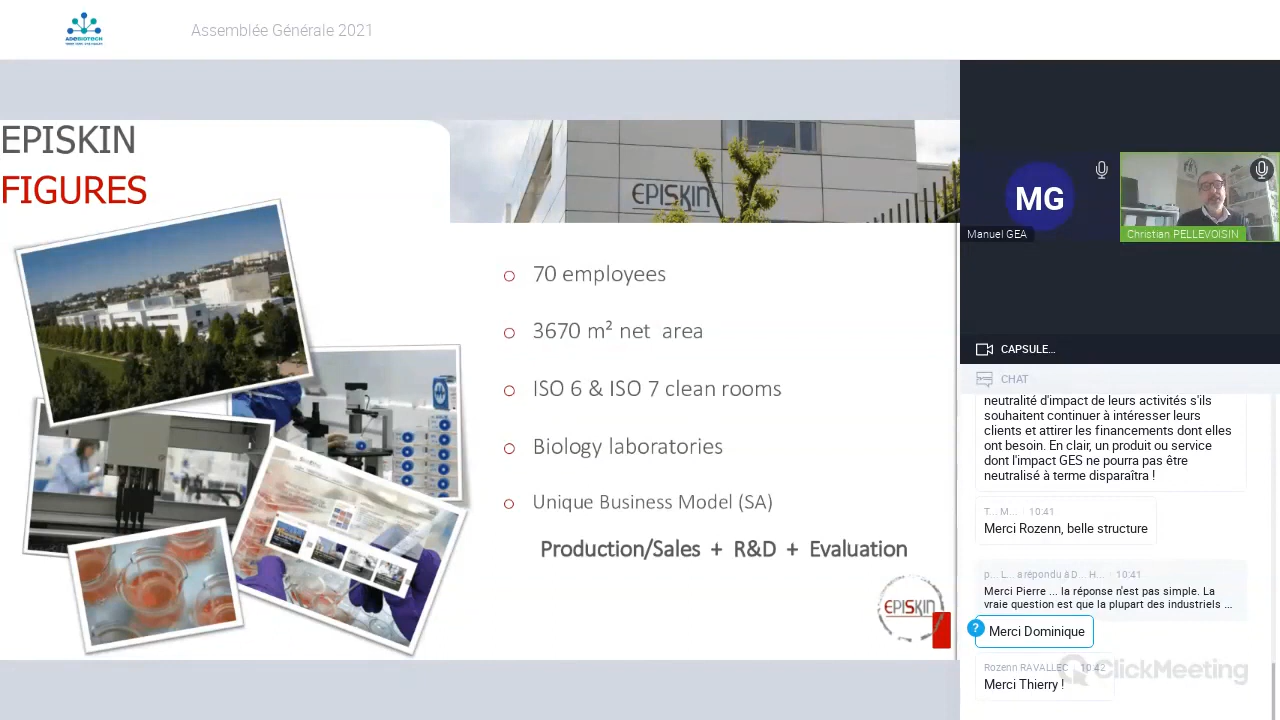 ADEBIOTECH
Assemblée Générale 2021
EPISKIN
FIGURES
EPISKIN
70 employees
3670 m² net area
ISO 6 & ISO 7 clean rooms
Biology laboratories
Unique Business Model (SA)
Production/Sales + R&D + Evaluation
EPISKIN
MG
Manuel GEA
Christian PELLEVOISIN
CAPSULE...
CHAT
neutralité d'impact de leurs activités s'ils
souhaitent continuer à intéresser leurs
clients et attirer les financements dont elles
ont besoin. En clair, un produit ou service
dont l'impact GES ne pourra pas être
neutralisé à terme disparaîtra !
T... M... 10:41
Merci Rozenn, belle structure
p... L... a répondu à D... H... 10:41
Merci Pierre ... la réponse n'est pas simple. La
vraie question est que la plupart des industriels ...
?
Merci Dominique
Rozenn RAVALLEC 10:42
Merci Thierry !
ClickMeeting